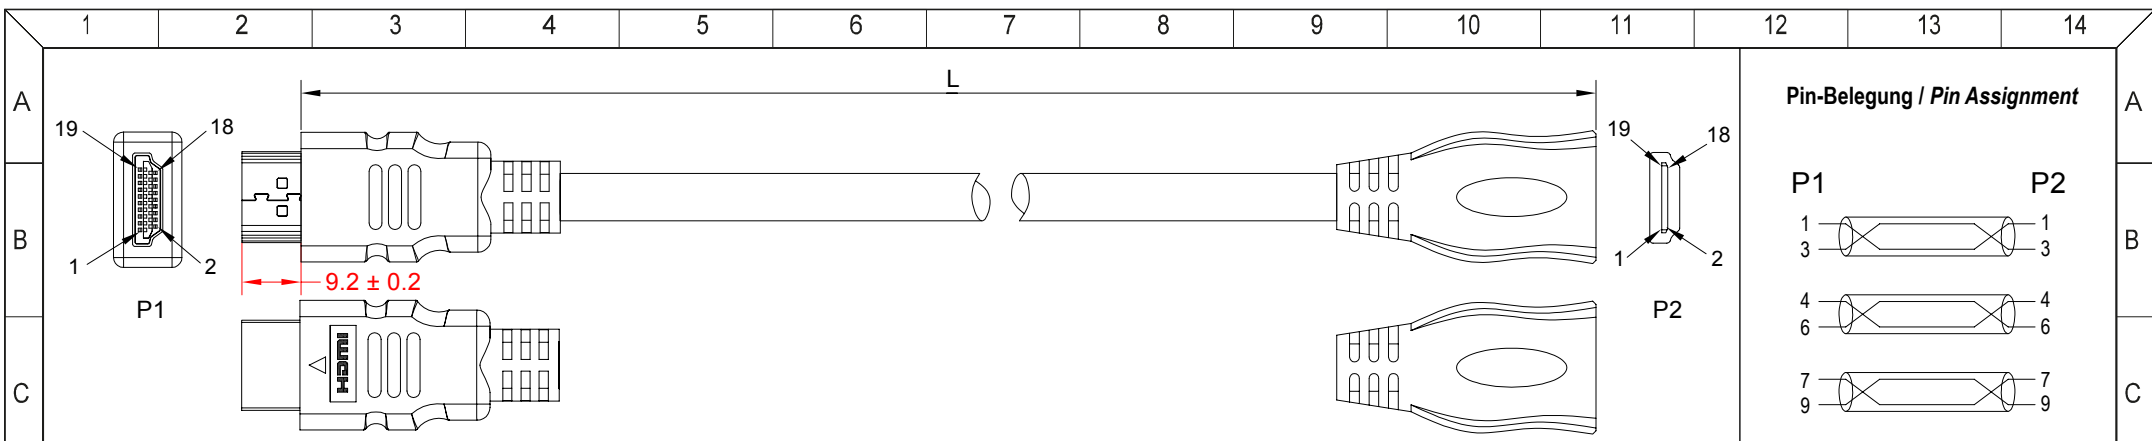 1 2 3 4 5 6 7 8 9 10 11 12 13 14
L
A Pin-Belegung / Pin Assignment A
19 18 19 18
P1 P2
1 1
3 3
B B
1 2 1 2
9.2 ± 0.2
P1 P2
4 4
6 6
HDMI
7 7
9 9
C C